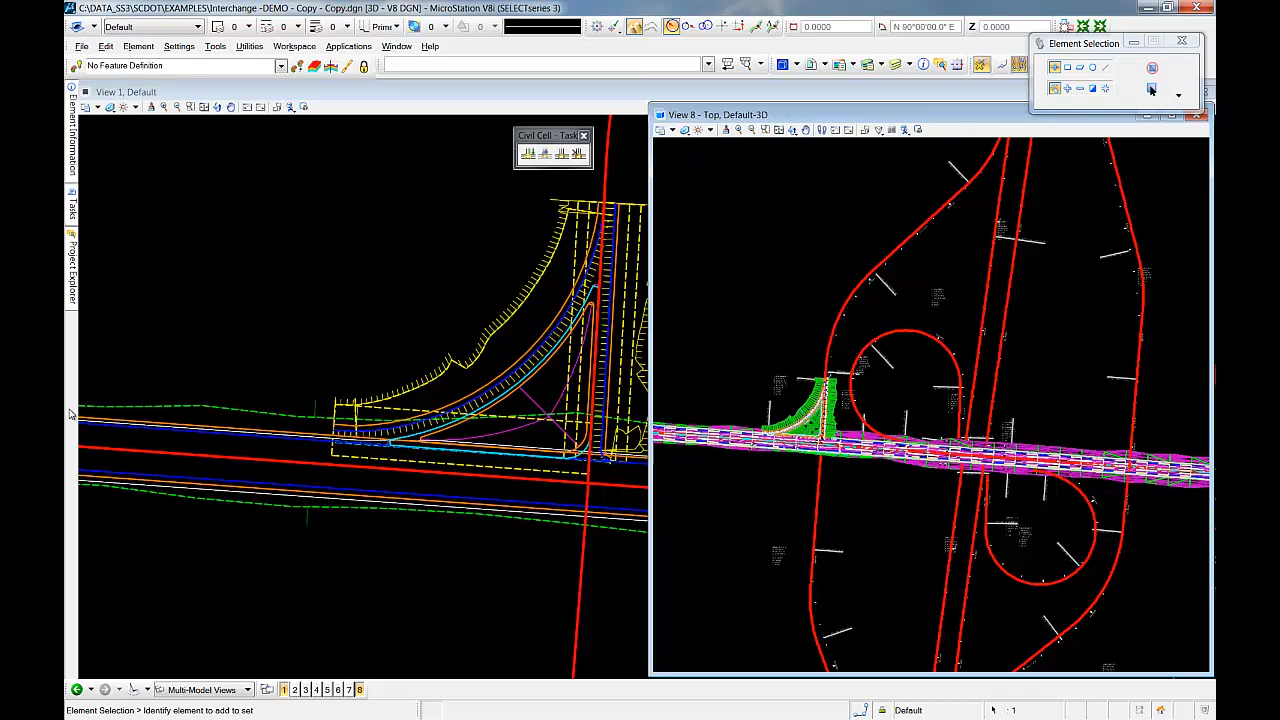 C:\DATA_SS3\SCDOT\EXAMPLES\Interchange -DEMO - Copy - Copy.dgn [3D - V8 DGN] - MicroStation V8i (SELECTseries 3)
Default
0
0
0
Prime
0
0.0000
N 90°00'00.0" E
Z
0.0000
File Edit Element Settings Tools Utilities Workspace Applications Window Help
Element Selection
No Feature Definition
View 1, Default
View 8 - Top, Default-3D
Civil Cell - Task
Element Information
Tasks
Project Explorer
Multi-Model Views
1 2 3 4 5 6 7 8
Element Selection > Identify element to add to set
Default
: 1